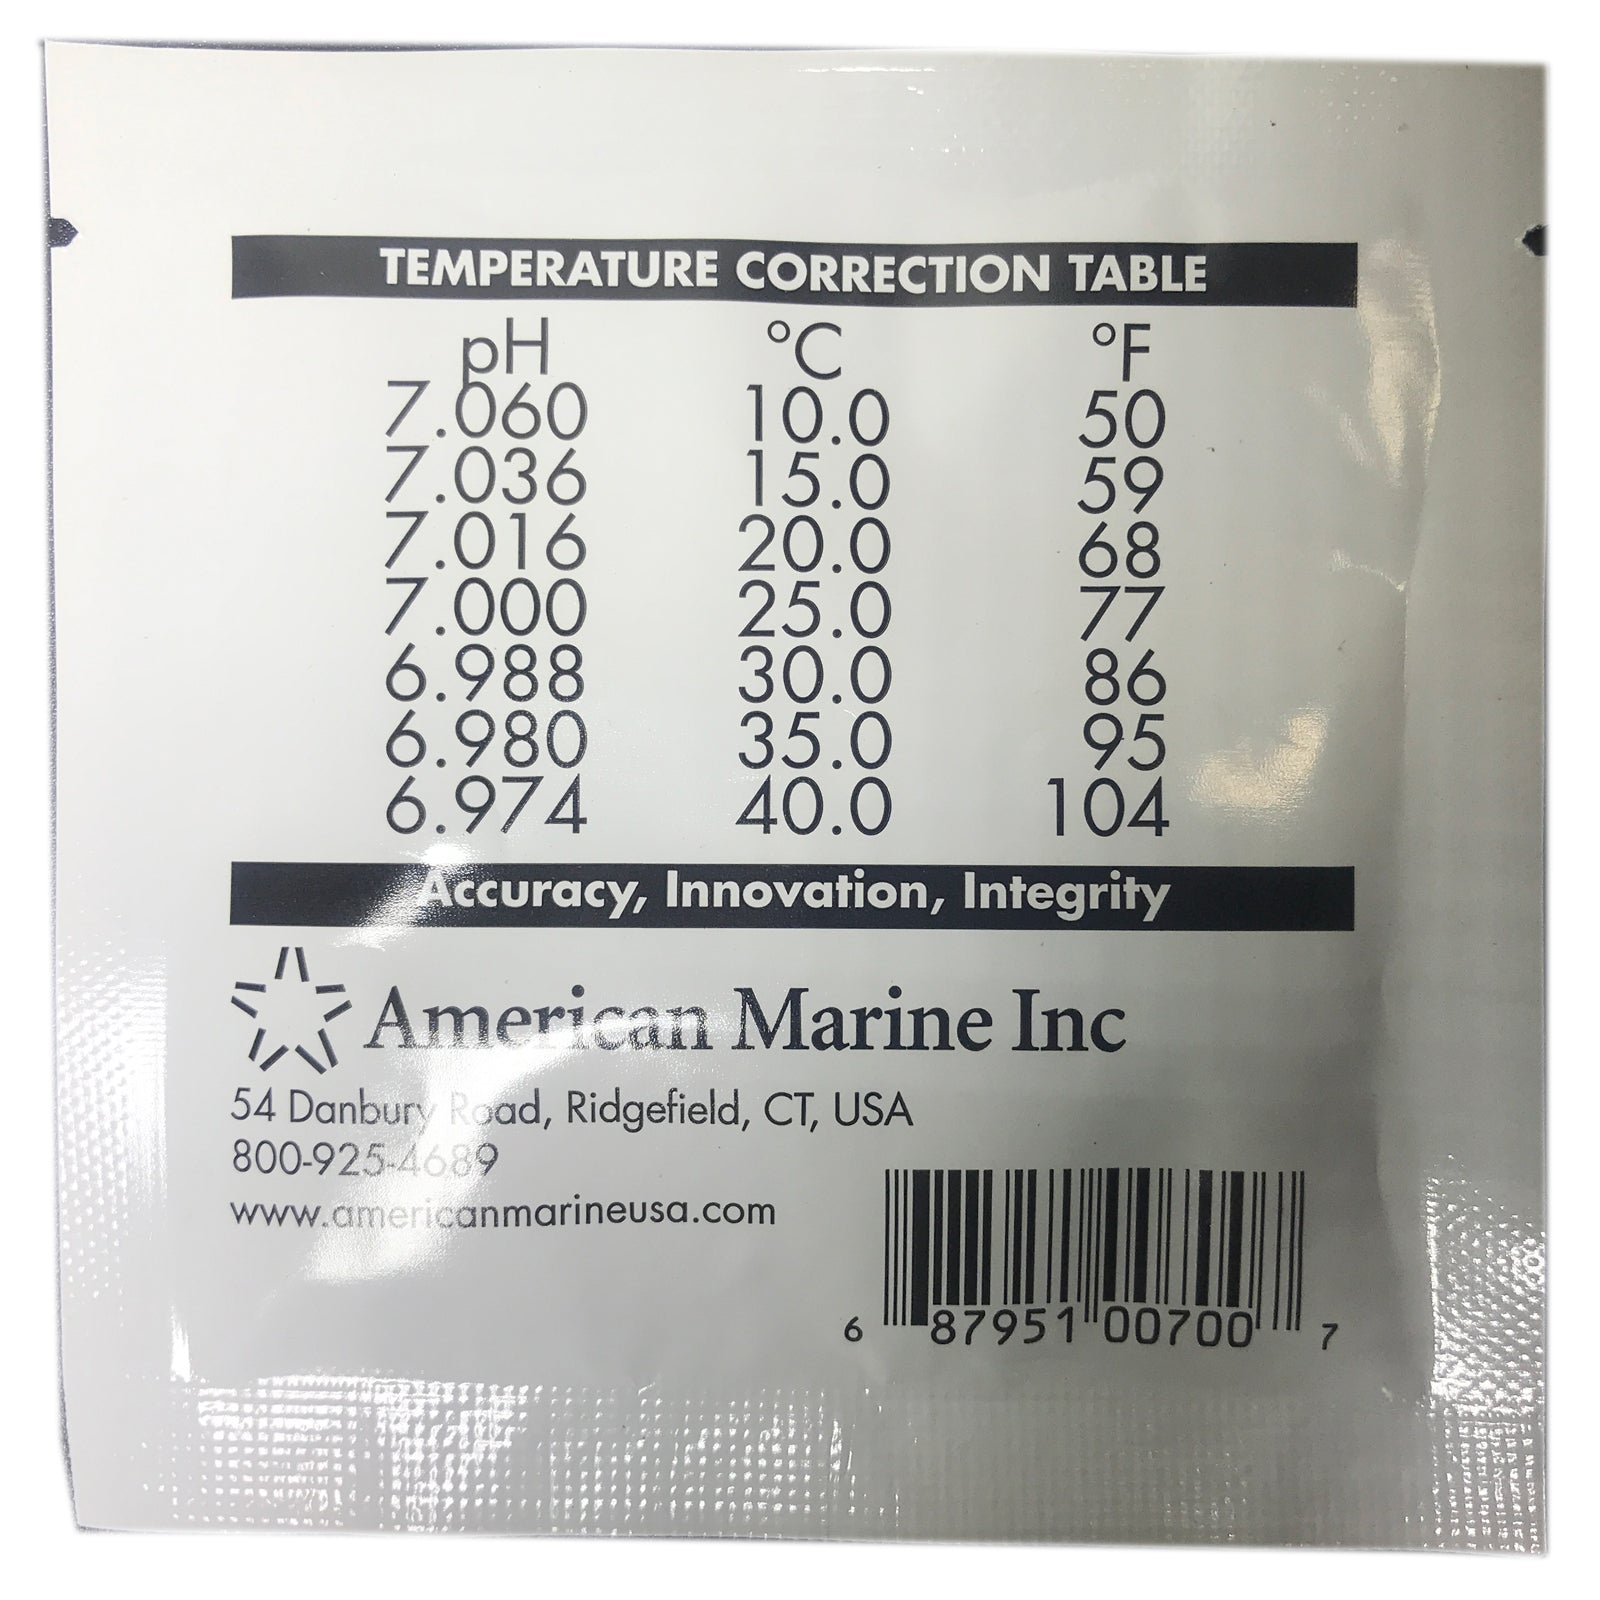 TEMPERATURE CORRECTION TABLE
pH °C °F
7.060 10.0 50
7.036 15.0 59
7.016 20.0 68
7.000 25.0 77
6.988 30.0 86
6.980 35.0 95
6.974 40.0 104
Accuracy, Innovation, Integrity
American Marine Inc
54 Danbury Road, Ridgefield, CT, USA
800-925-4689
www.americanmarineusa.com
6 87951 00700 7